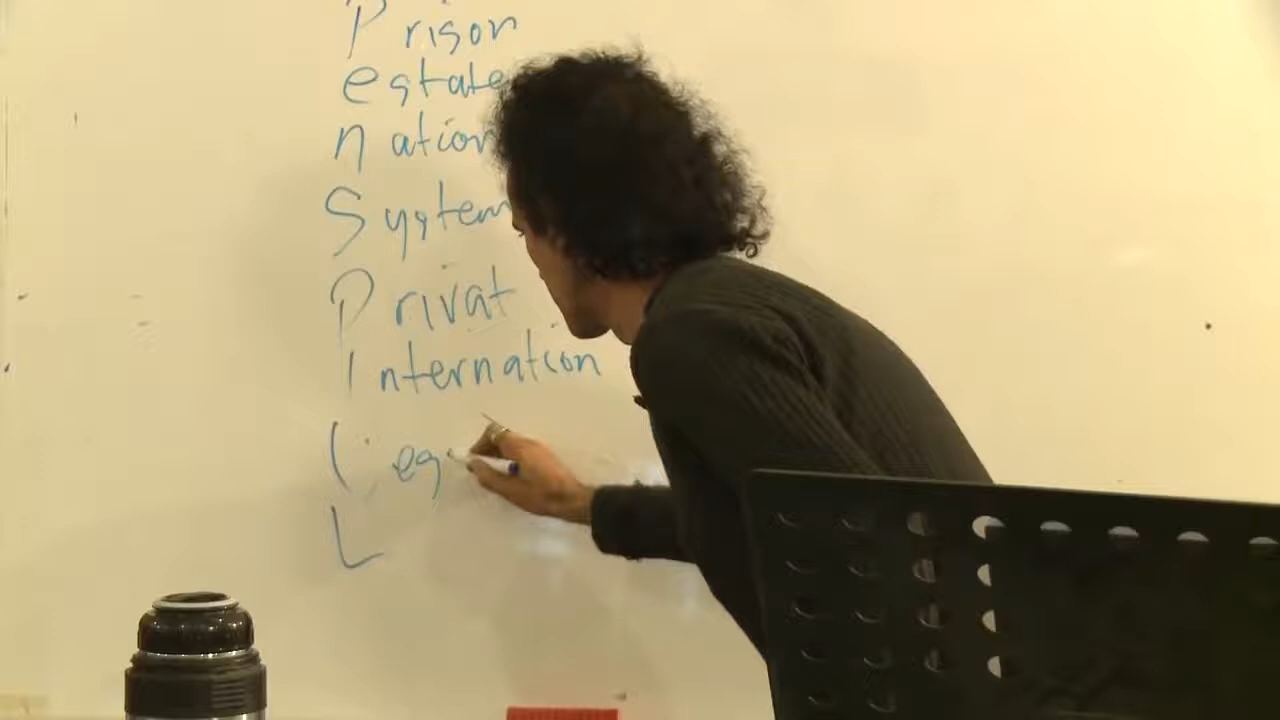 Prison
estate
nation
System
Privat
Internation
Leg
L